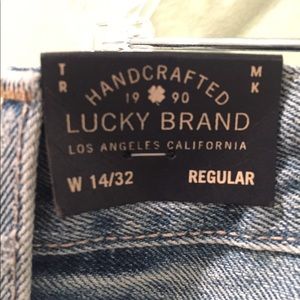 TR MK
HANDCRAFTED
19 90
LUCKY BRAND
LOS ANGELES CALIFORNIA
W 14/32 REGULAR